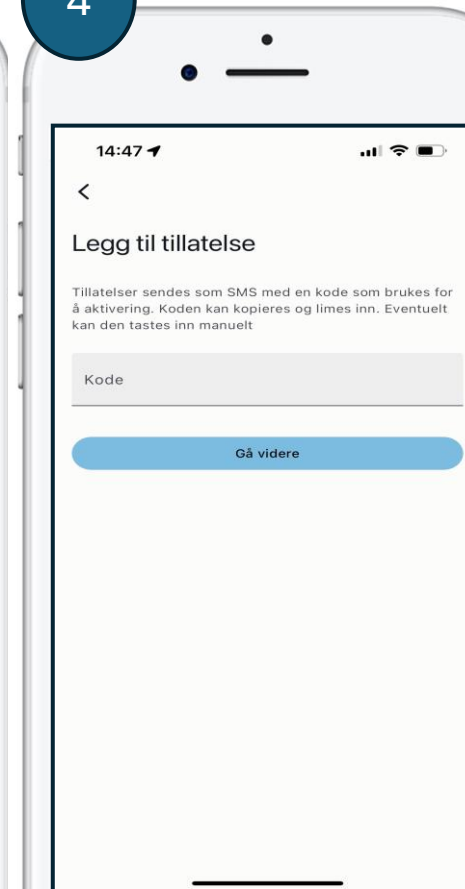 4
14:47
Legg til tillatelse
Tillatelser sendes som SMS med en kode som brukes for
å aktivering. Koden kan kopieres og limes inn. Eventuelt
kan den tastes inn manuelt
Kode
Gå videre